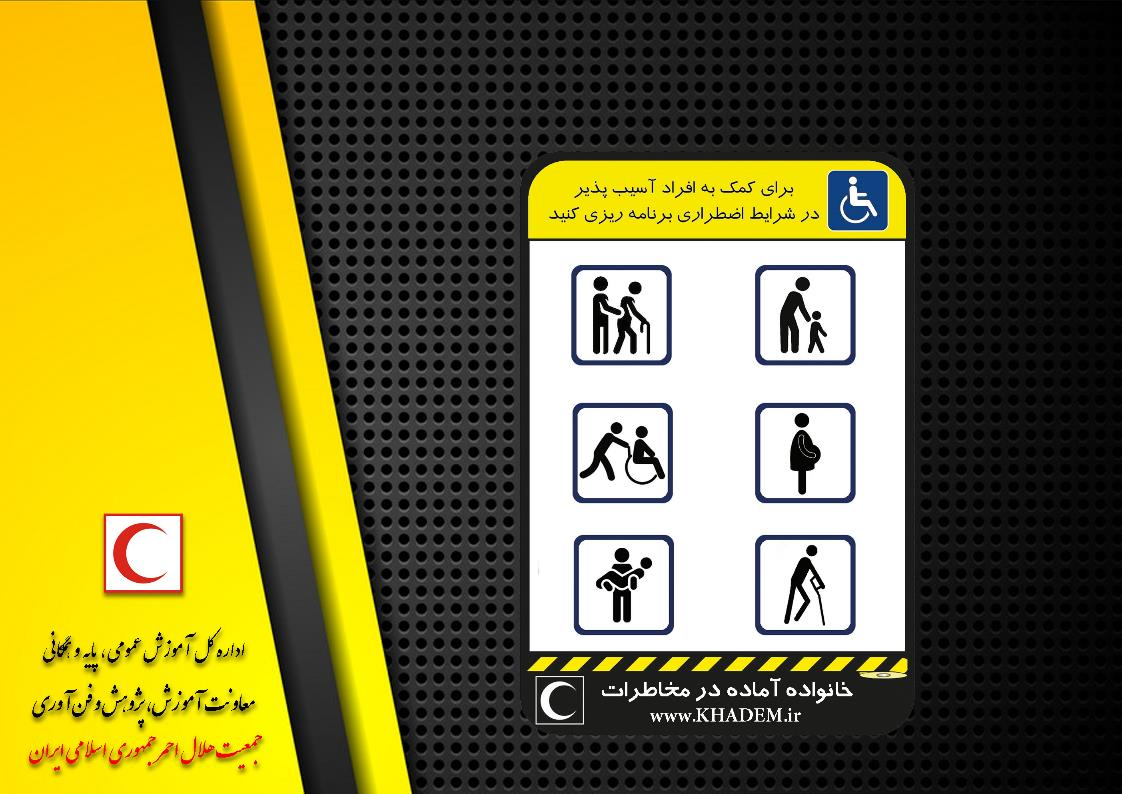 برای کمک به افراد آسیب پذیر
در شرایط اضطراری برنامه ریزی کنید
خانواده آماده در مخاطرات
www.KHADEM.ir
اداره کل آموزش عمومی، پایه و همگانی
معاونت آموزش، پژوهش و فن آوری
جمعیت هلال احمر جمهوری اسلامی ایران